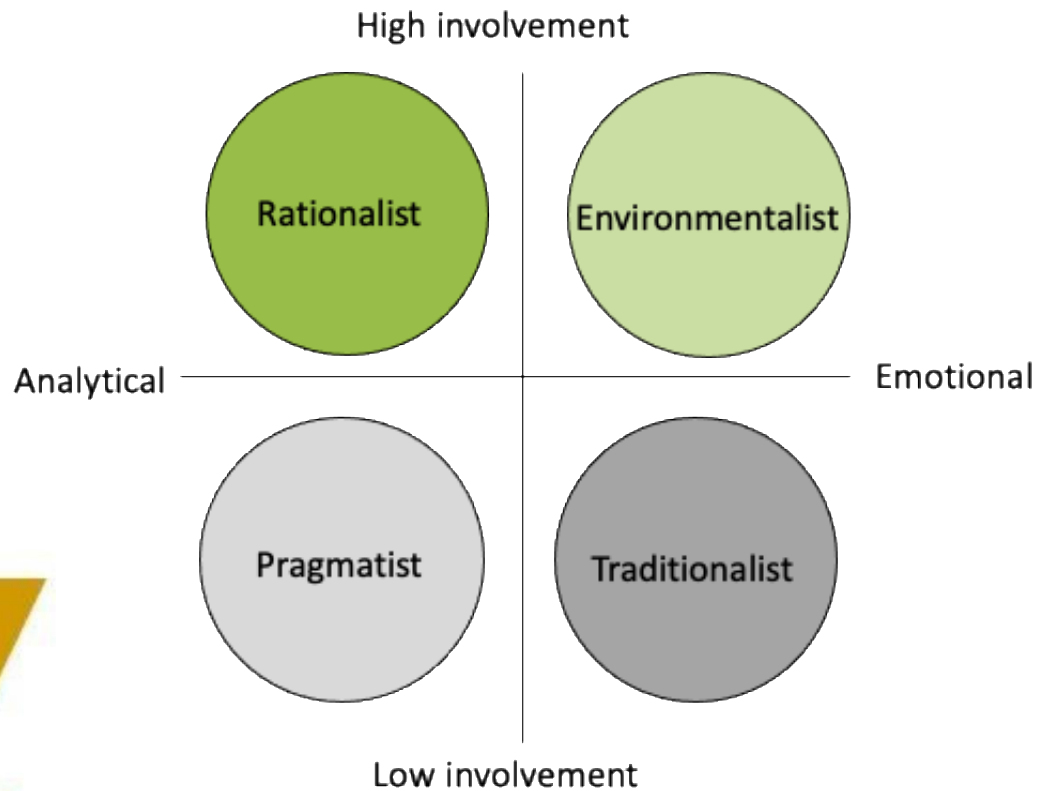 High involvement
Rationalist
Environmentalist
Analytical
Emotional
Pragmatist
Traditionalist
Low involvement